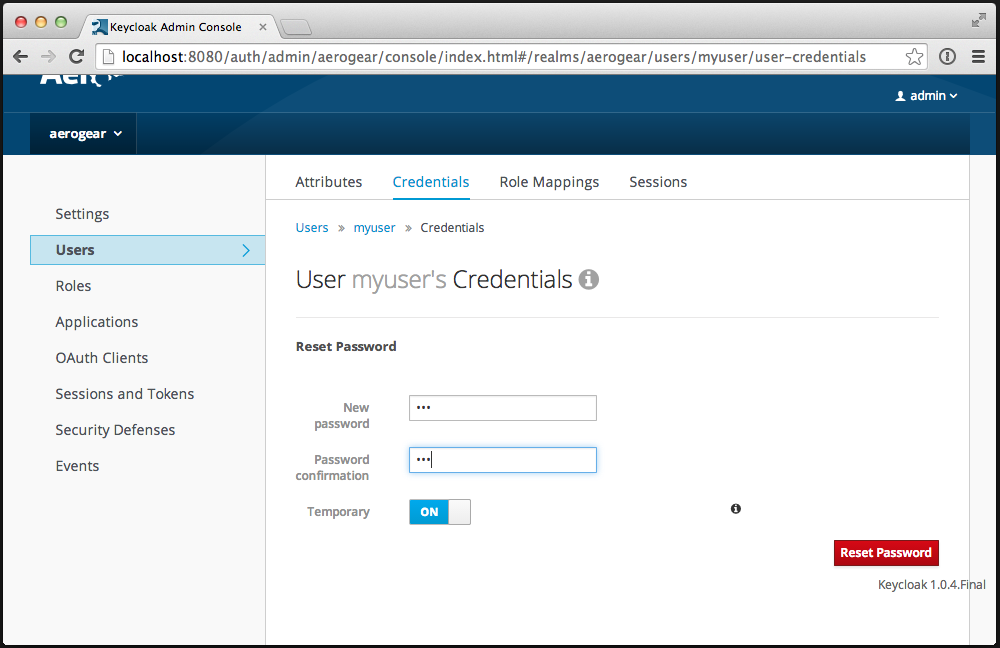 Keycloak Admin Console
localhost:8080/auth/admin/aerogear/console/index.html#/realms/aerogear/users/myuser/user-credentials
admin
aerogear
Attributes Credentials Role Mappings Sessions
Settings
Users
Roles
Applications
OAuth Clients
Sessions and Tokens
Security Defenses
Events
Users » myuser » Credentials
User myuser's Credentials
Reset Password
New
password
•••
Password
confirmation
•••
Temporary
ON
Reset Password
Keycloak 1.0.4.Final